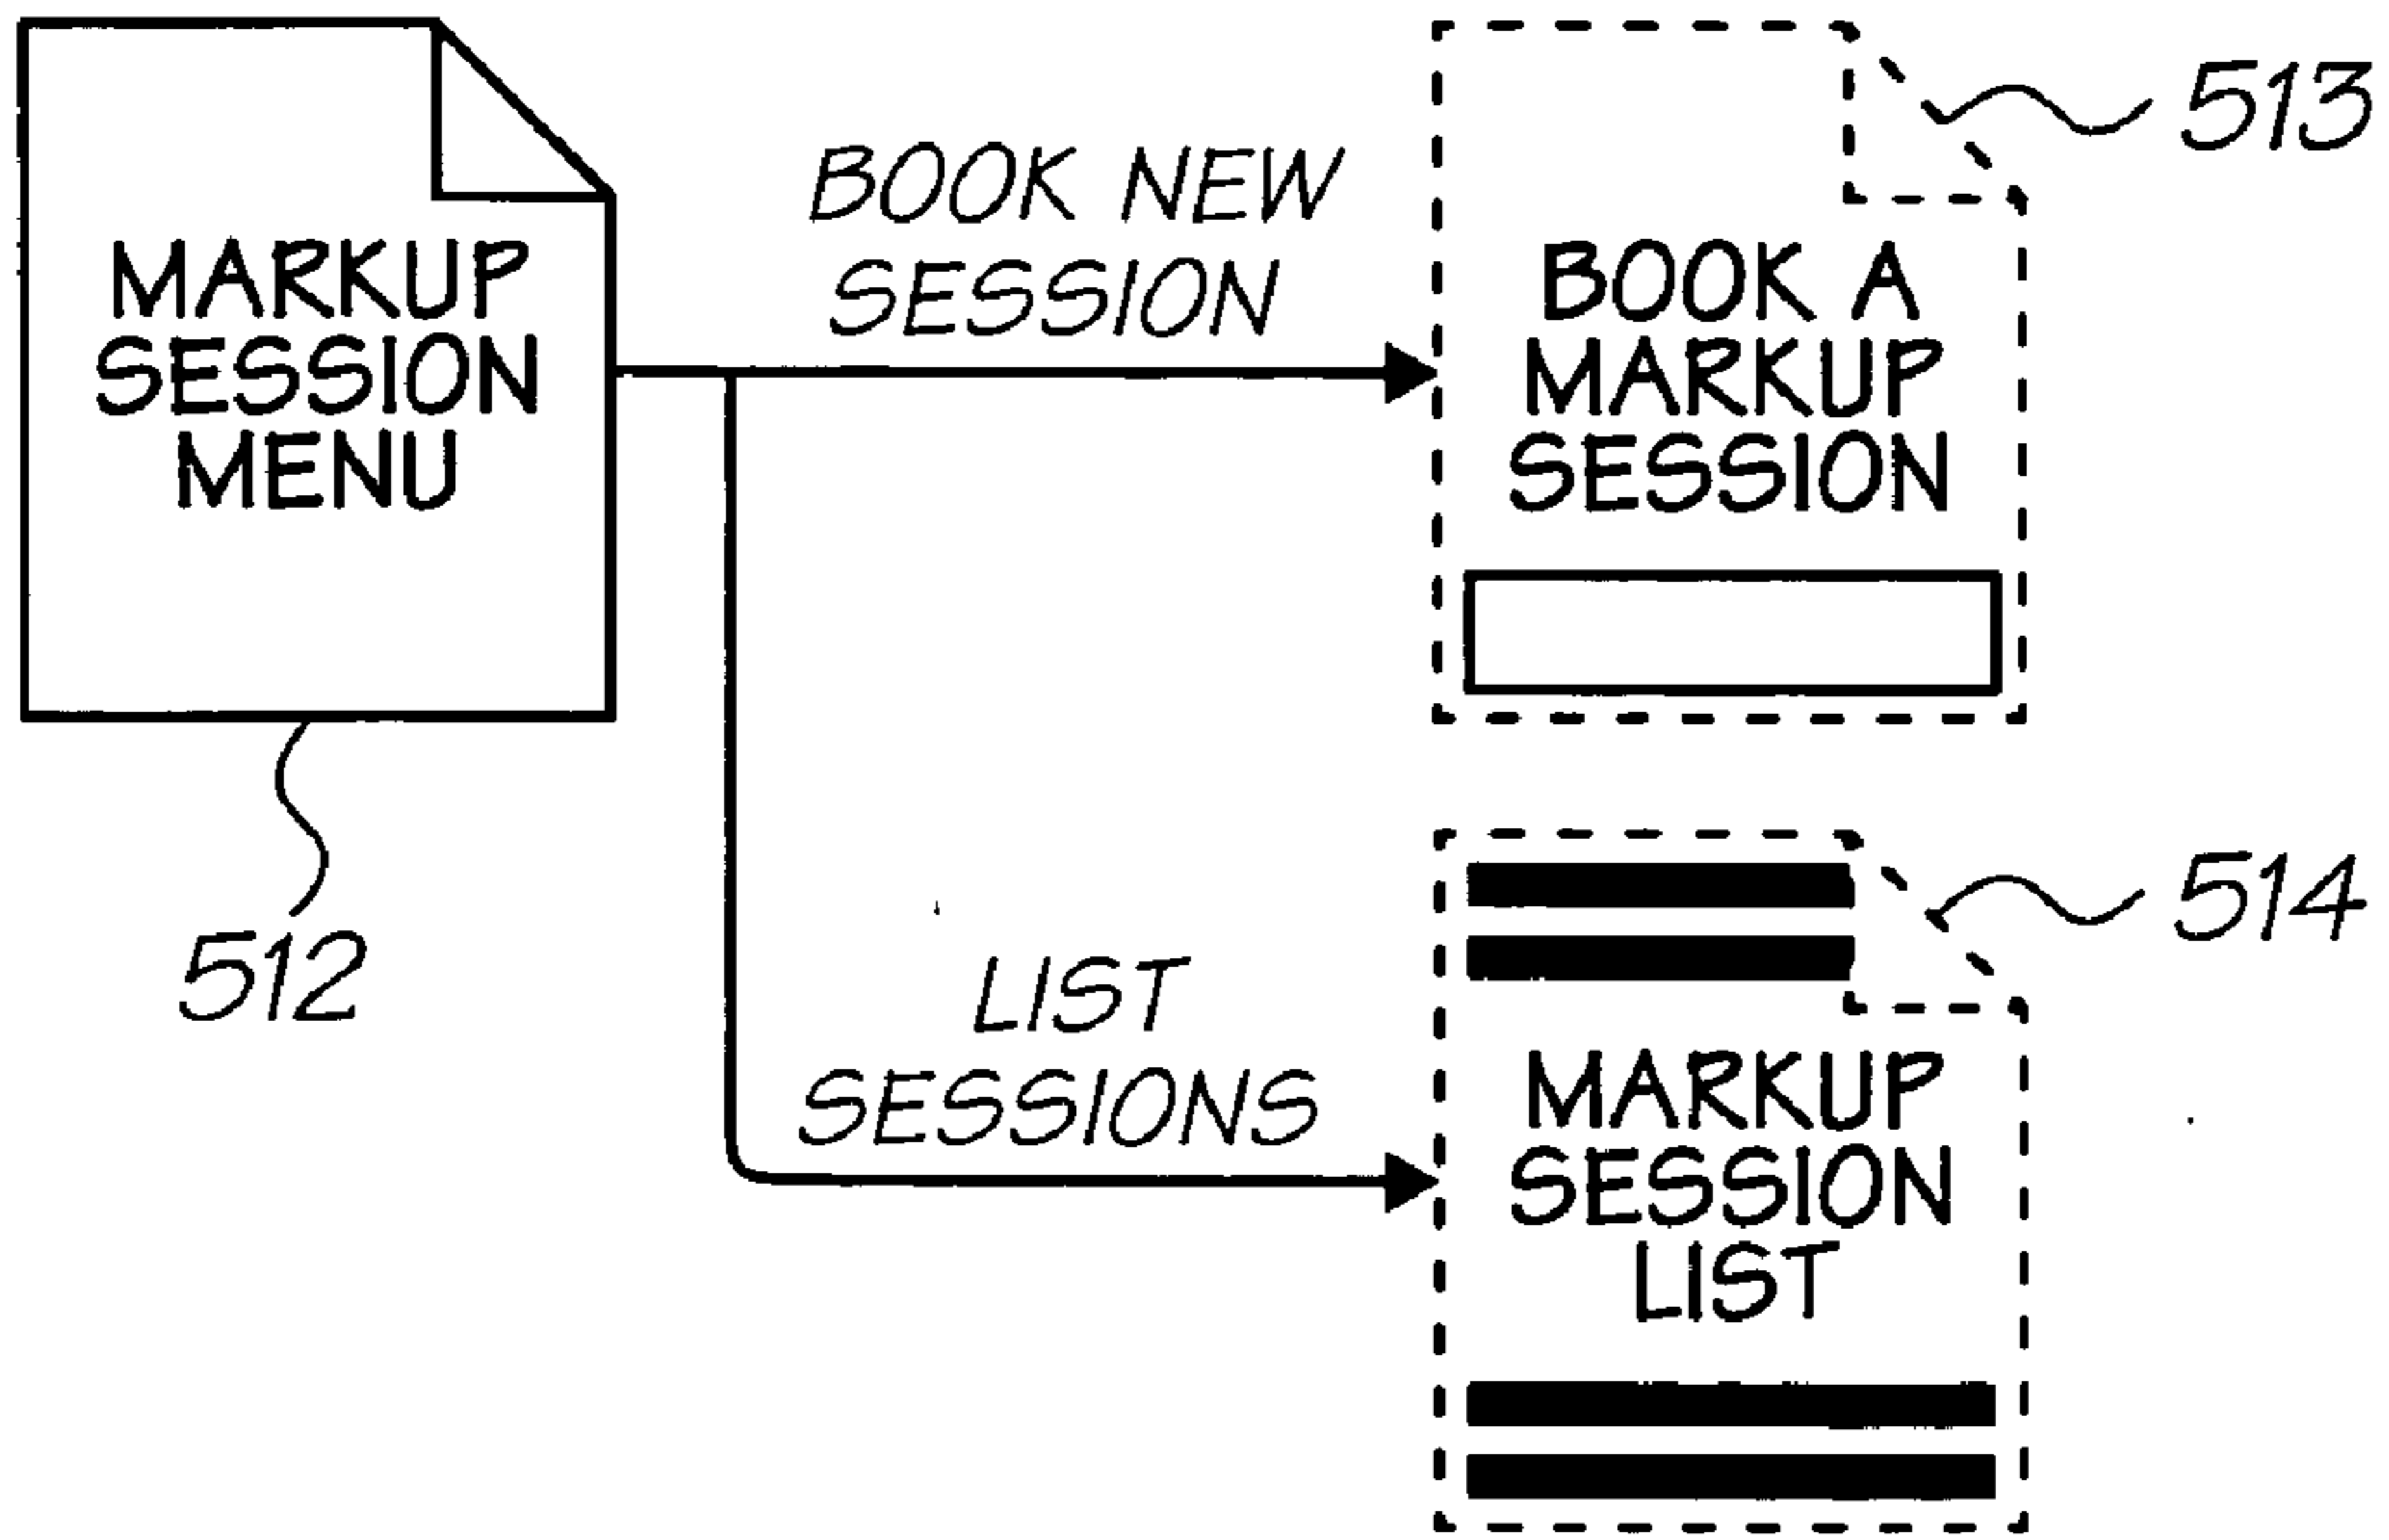 MARKUP
SESSION
MENU
512
BOOK NEW
SESSION
BOOK A
MARKUP
SESSION
513
LIST
SESSIONS
MARKUP
SESSION
LIST
514